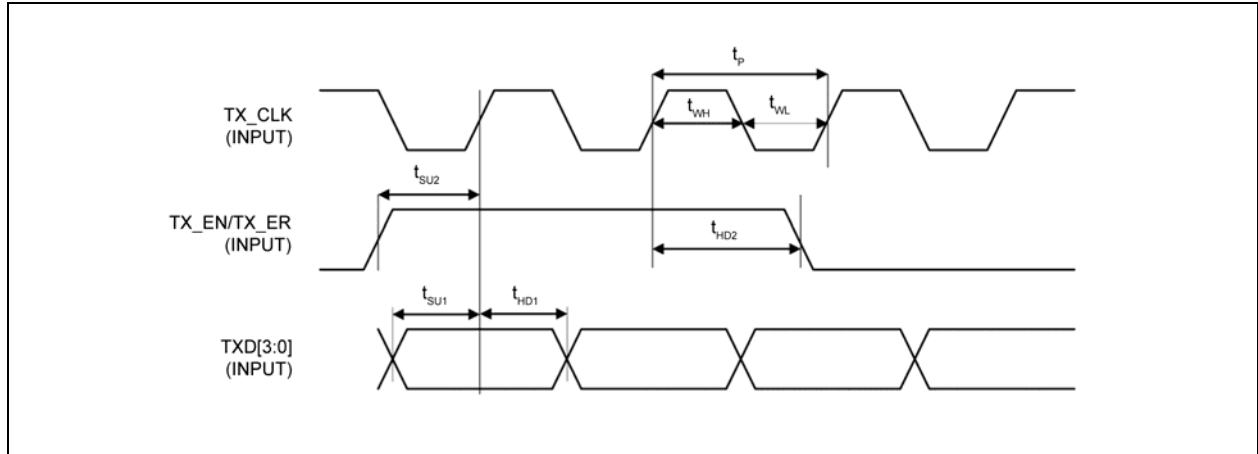 t_P
TX_CLK
(INPUT)
t_WH
t_WL
t_SU2
TX_EN/TX_ER
(INPUT)
t_HD2
t_SU1
t_HD1
TXD[3:0]
(INPUT)